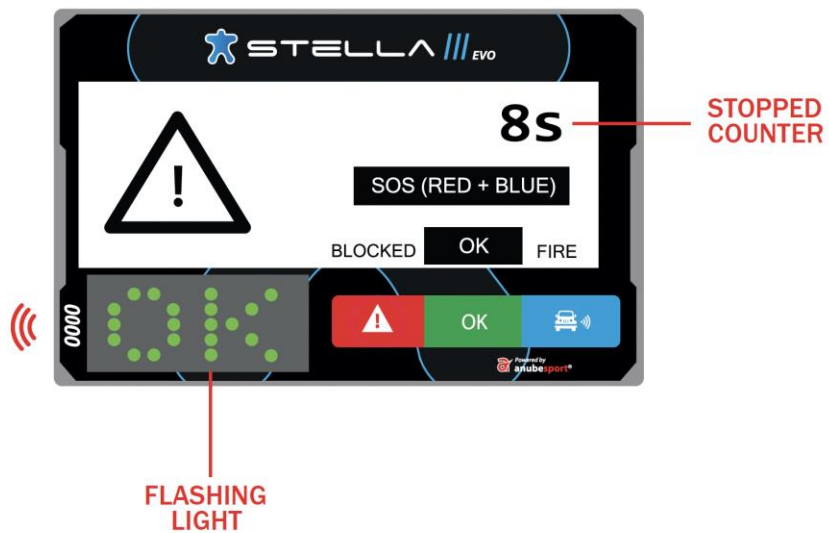 STELLA III EVO
8s
STOPPED
COUNTER
SOS (RED + BLUE)
BLOCKED OK FIRE
0000
OK
OK
Powered by
anubesport®
FLASHING
LIGHT